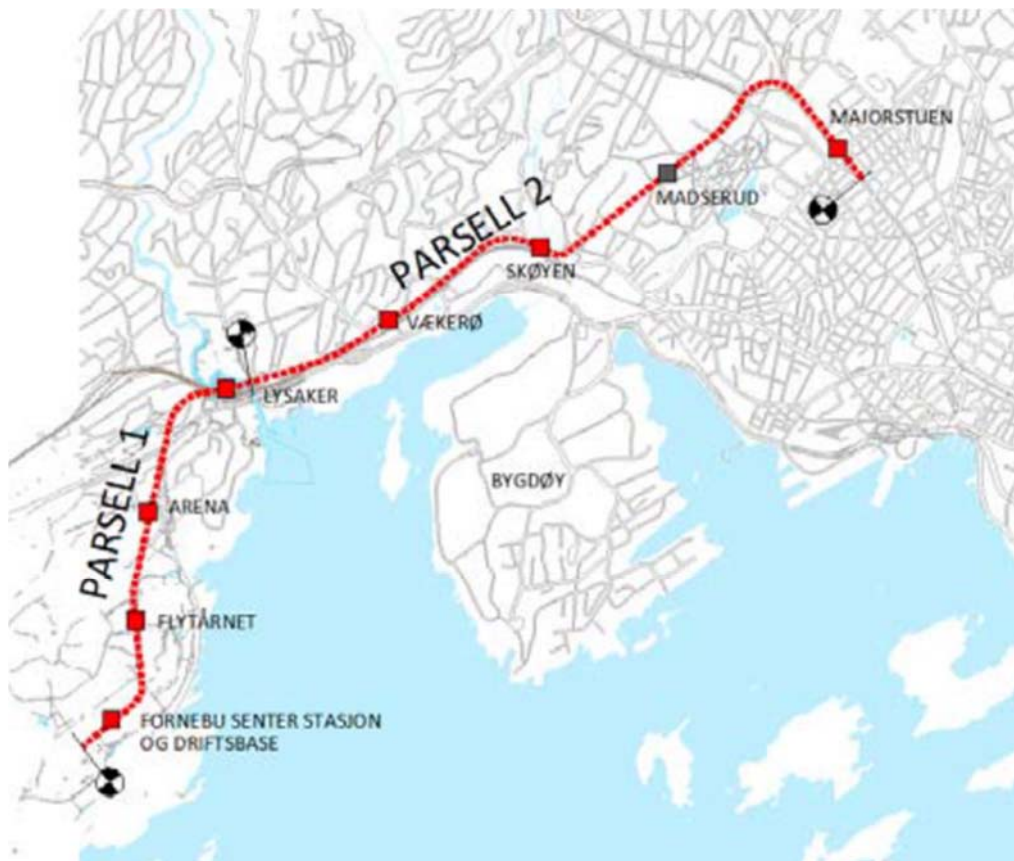 MAJORSTUEN
MADSERUD
PARSELL 2
SKØYEN
VÆKERØ
LYSAKER
PARSELL 1
BYGDØY
ARENA
FLYTÅRNET
FORNEBU SENTER STASJON
OG DRIFTSBASE